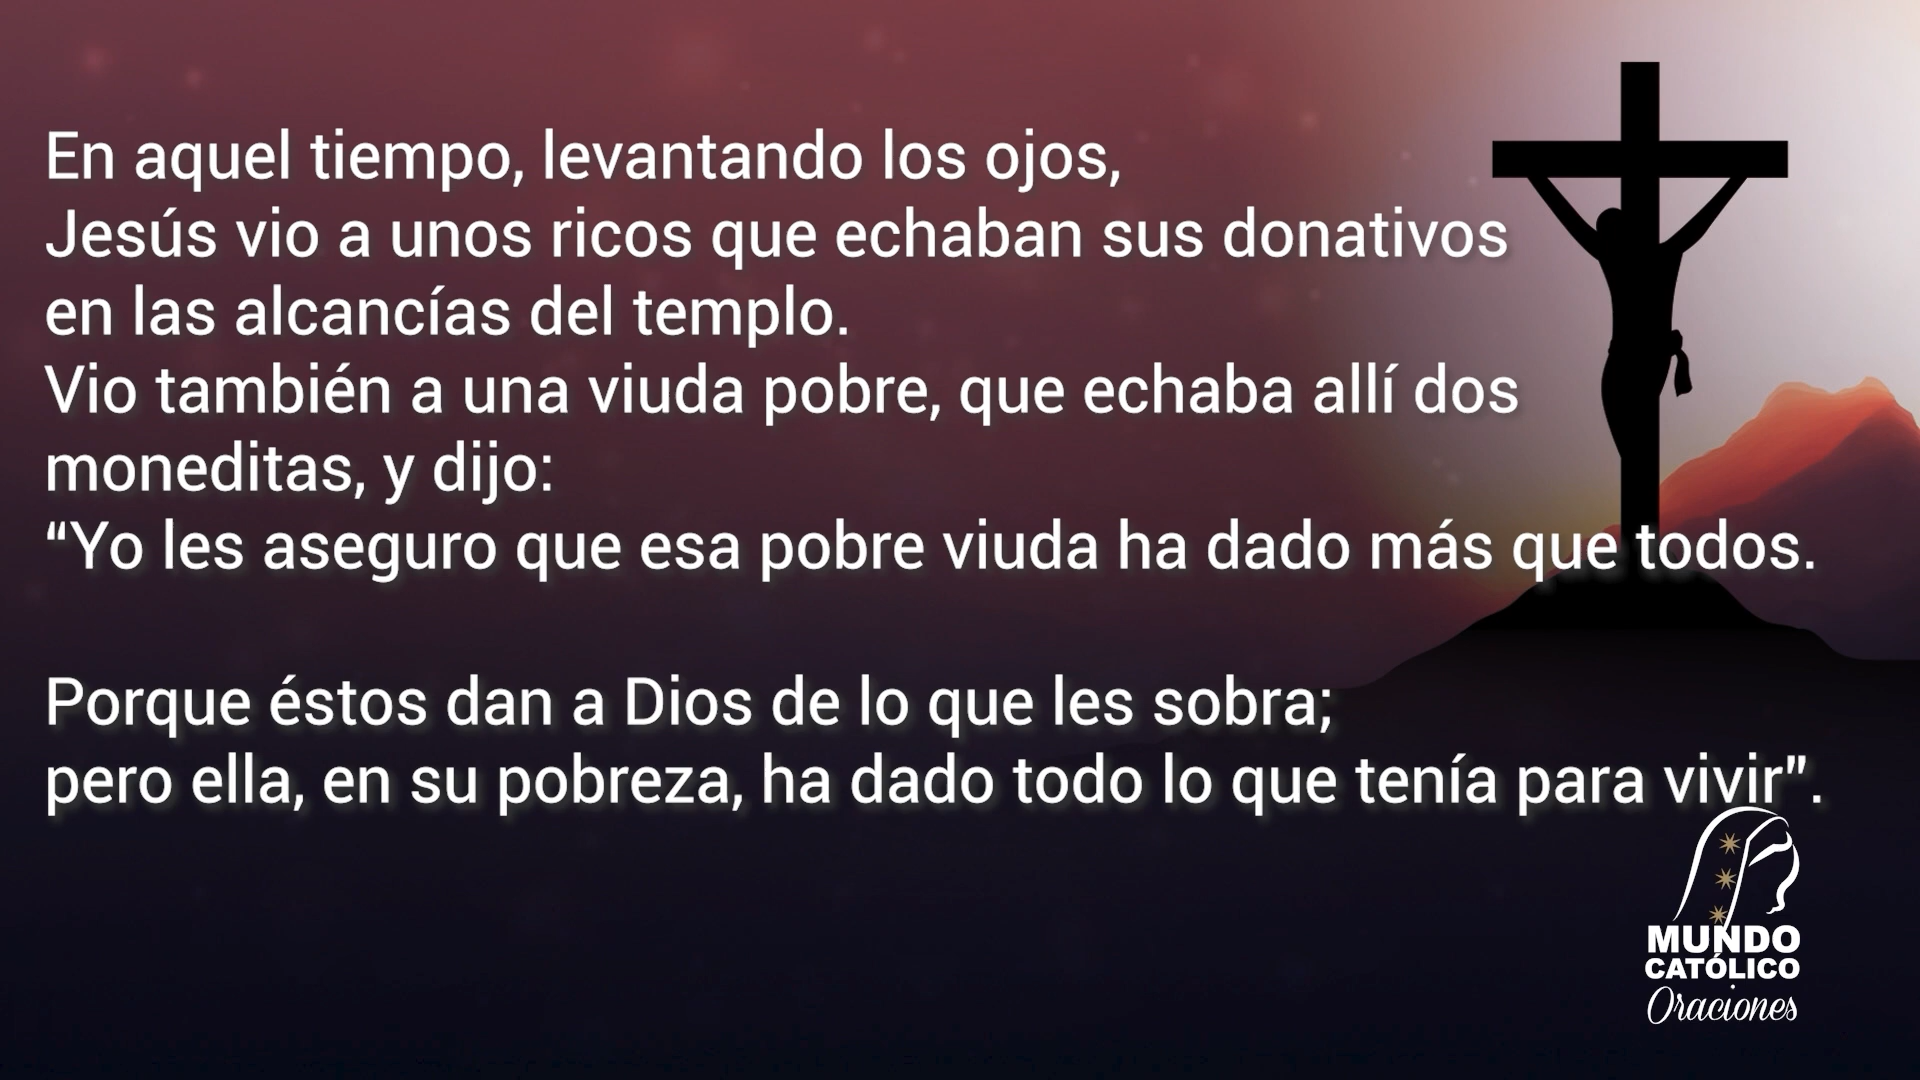 En aquel tiempo, levantando los ojos,
Jesús vio a unos ricos que echaban sus donativos
en las alcancías del templo.
Vio también a una viuda pobre, que echaba allí dos
moneditas, y dijo:
“Yo les aseguro que esa pobre viuda ha dado más que todos.
Porque éstos dan a Dios de lo que les sobra;
pero ella, en su pobreza, ha dado todo lo que tenía para vivir”.
MUNDO
CATÓLICO
Oraciones